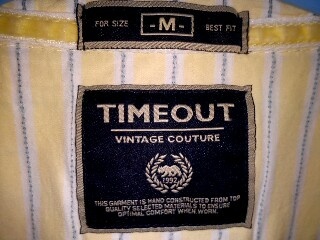 FOR SIZE -M- BEST FIT
TIMEOUT
VINTAGE COUTURE
1992
THIS GARMENT IS HAND CONSTRUCTED FROM TOP
QUALITY SELECTED MATERIALS TO ENSURE
OPTIMAL COMFORT WHEN WORN.